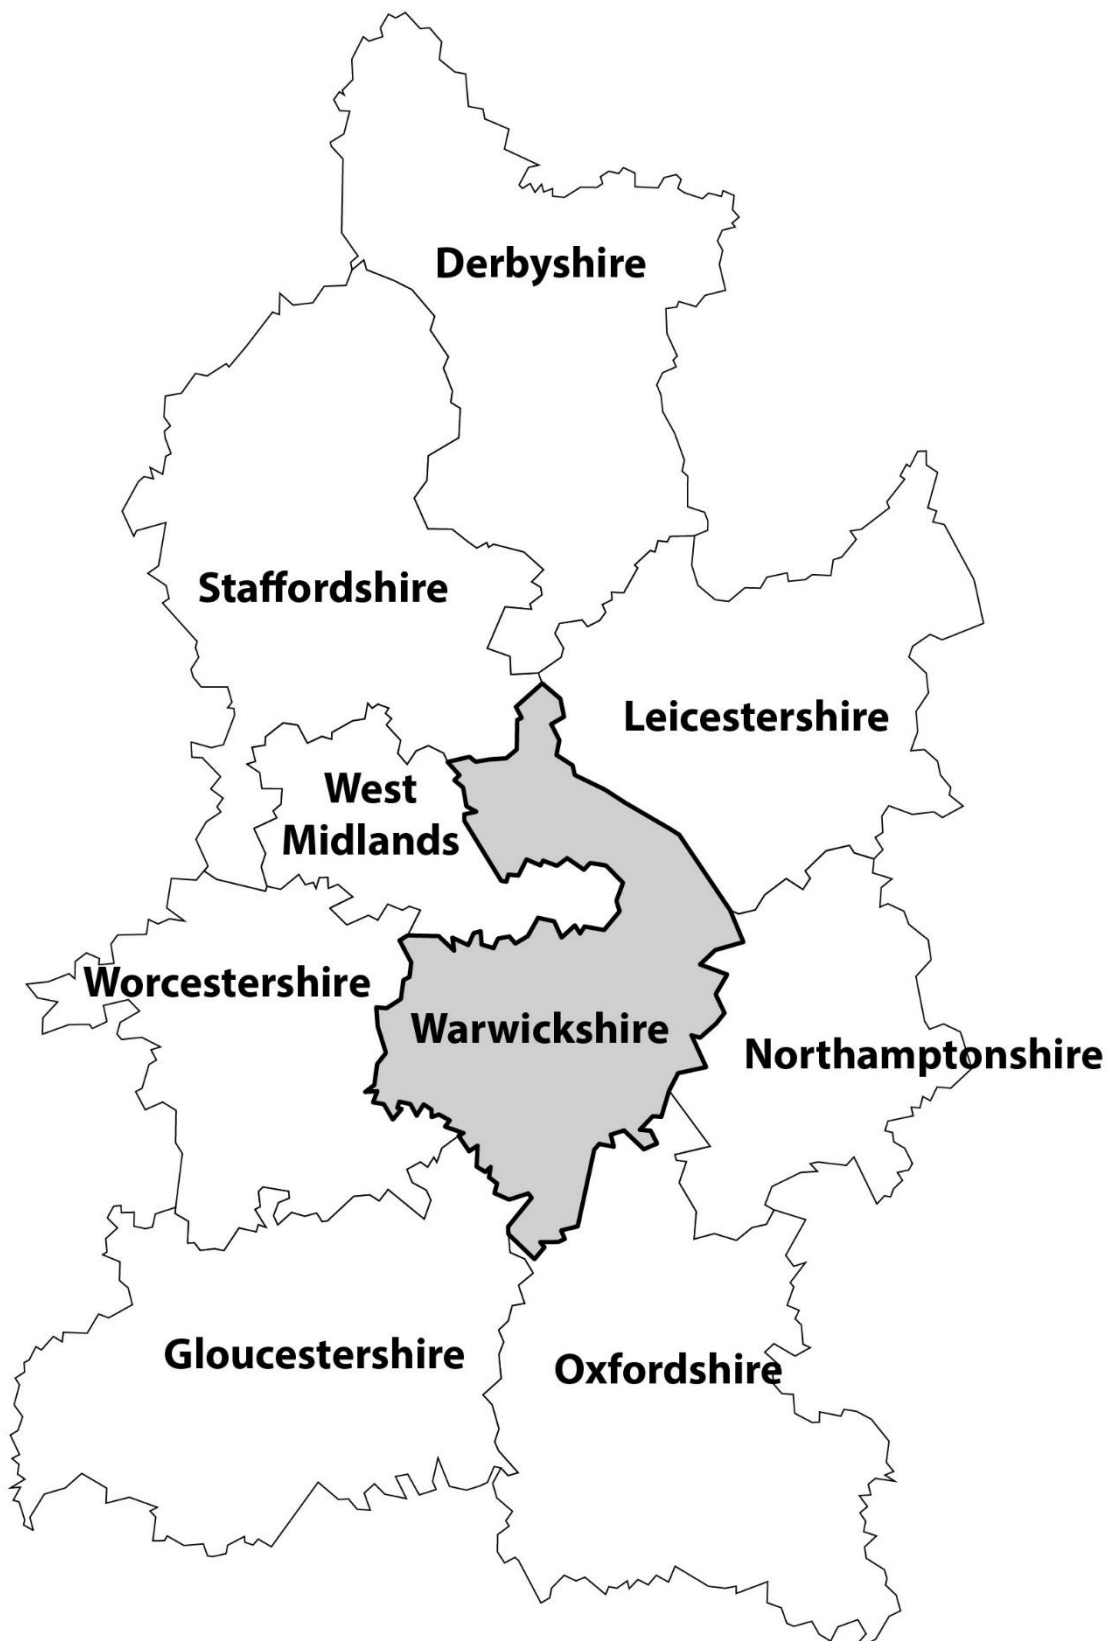 Derbyshire
Staffordshire
Leicestershire
West
Midlands
Worcestershire
Warwickshire
Northamptonshire
Gloucestershire
Oxfordshire